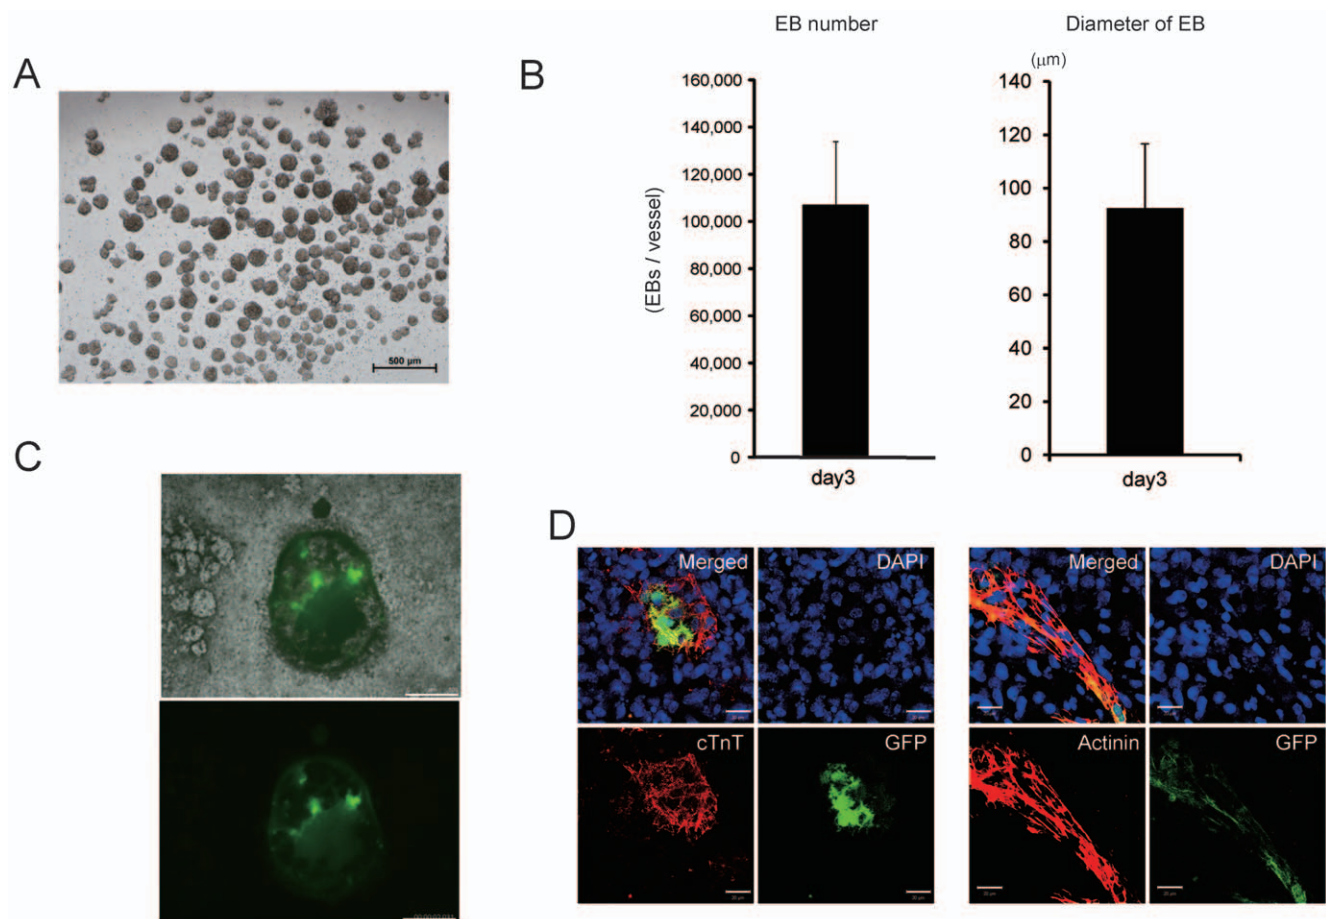 A
500 µm
B
EB number
(EBs / vessel)
160,000
140,000
120,000
100,000
80,000
60,000
40,000
20,000
0
day3
Diameter of EB
(µm)
140
120
100
80
60
40
20
0
day3
C
D
Merged
DAPI
cTnT
GFP
Merged
DAPI
Actinin
GFP